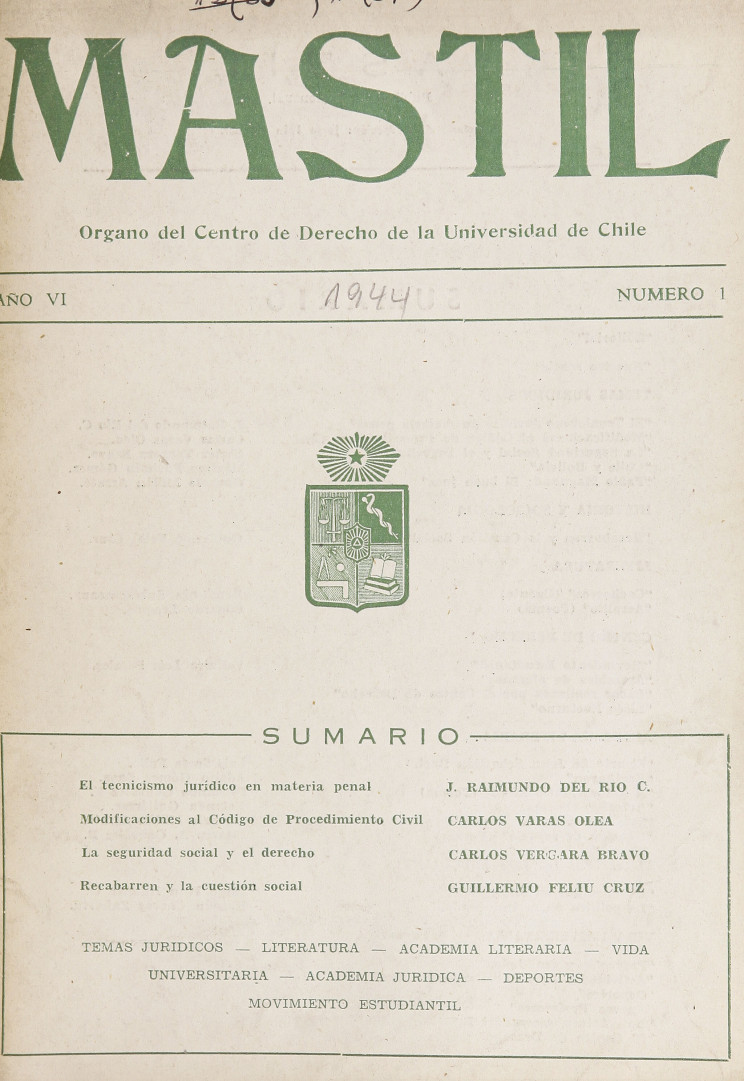 MASTIL
Organo del Centro de Derecho de la Universidad de Chile
AÑO VI 1944 NUMERO 1
SUMARIO
El tecnicismo jurídico en materia penal J. RAIMUNDO DEL RIO C.
Modificaciones al Código de Procedimiento Civil CARLOS VARAS OLEA
La seguridad social y el derecho CARLOS VERGARA BRAVO
Recabarren y la cuestión social GUILLERMO FELIU CRUZ
TEMAS JURIDICOS — LITERATURA — ACADEMIA LITERARIA — VIDA
UNIVERSITARIA — ACADEMIA JURIDICA — DEPORTES
MOVIMIENTO ESTUDIANTIL